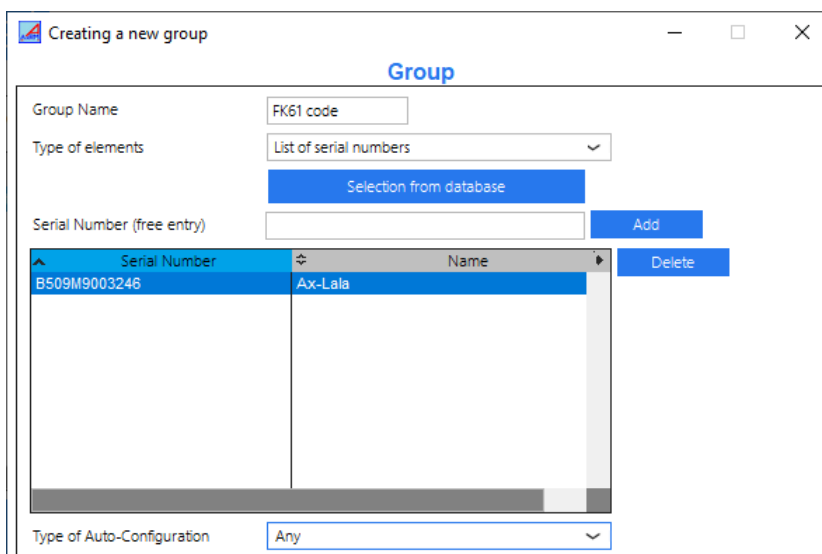 Creating a new group
Group
Group Name FK61 code
Type of elements List of serial numbers
Selection from database
Serial Number (free entry) Add
Serial Number Name Delete
B509M9003246 Ax-Lala
Type of Auto-Configuration Any